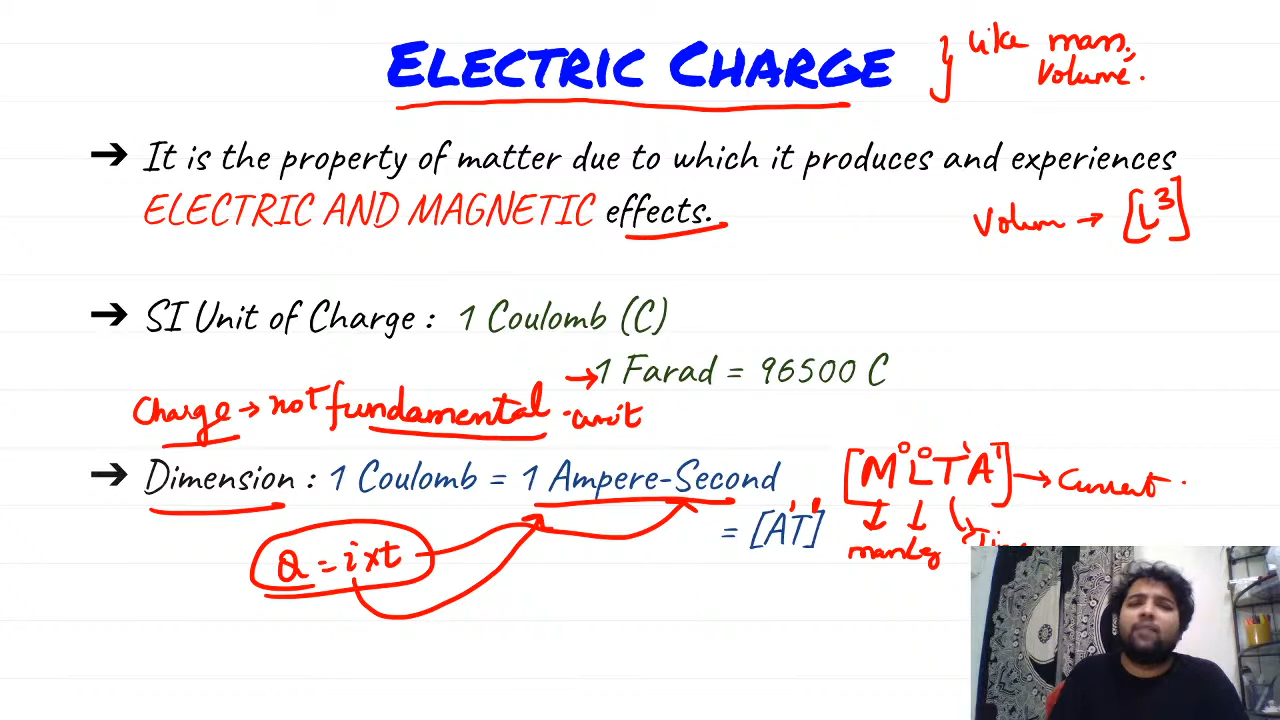 ELECTRIC CHARGE
} like mass,
Volume.
➔ It is the property of matter due to which it produces and experiences
ELECTRIC AND MAGNETIC effects.
Volum → [L³]
➔ SI Unit of Charge : 1 Coulomb (C)
→ 1 Farad = 96500 C
Charge → not fundamental unit
➔ Dimension : 1 Coulomb = 1 Ampere-Second
[M⁰L⁰T¹A¹] → Current.
= [A¹T¹]
Q = i×t